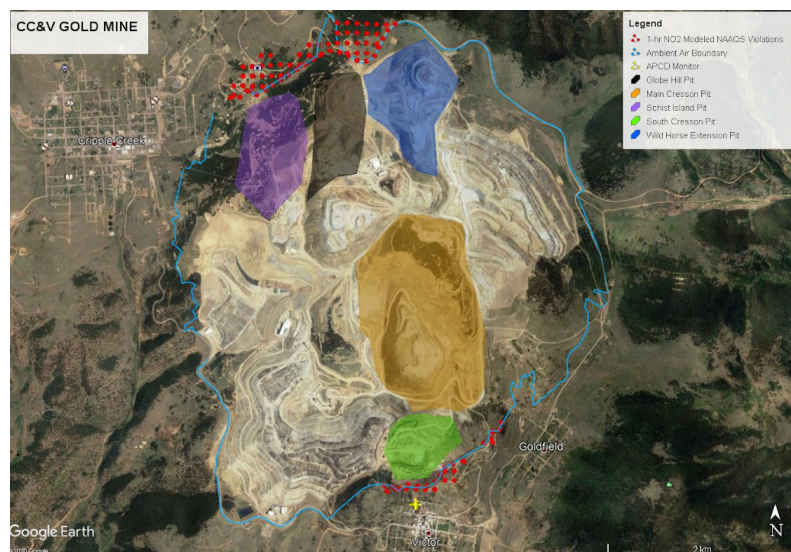 CC&V GOLD MINE
Legend
1-hr NO2 Modeled NAAQS Violations
Ambient Air Boundary
APCD Monitor
Globe Hill Pit
Main Cresson Pit
Schist Island Pit
South Cresson Pit
Wild Horse Extension Pit
Cripple Creek
Goldfield
Victor
Google Earth
N
2 km